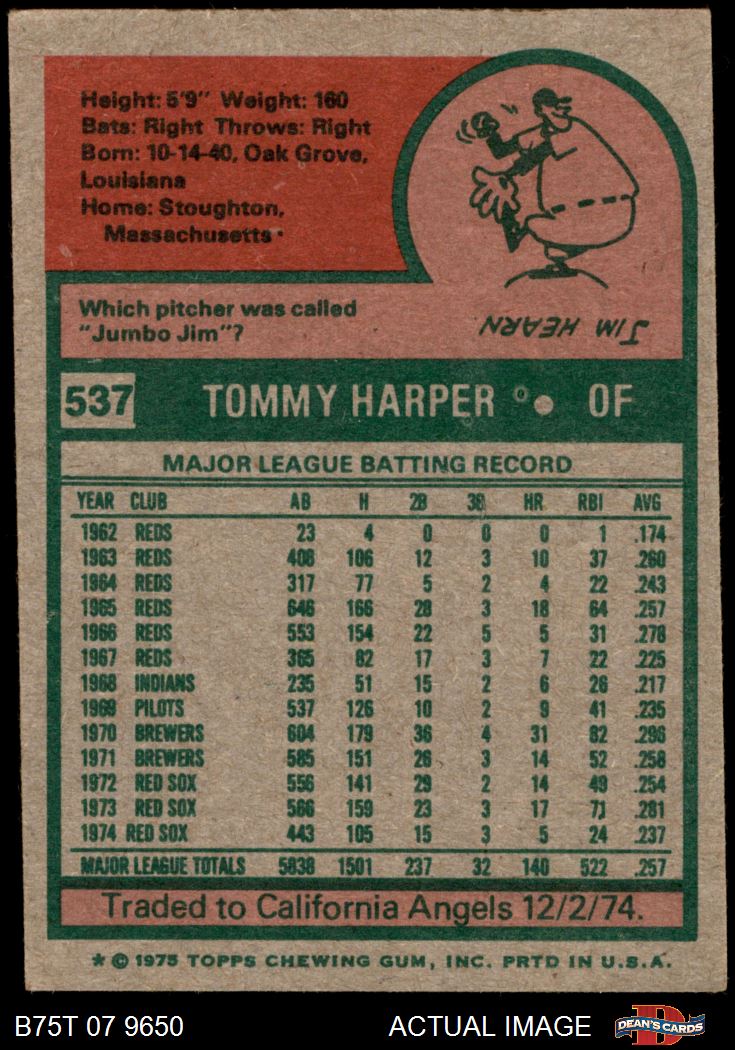 Height: 5'9" Weight: 160
Bats: Right Throws: Right
Born: 10-14-40, Oak Grove,
Louisiana
Home: Stoughton,
Massachusetts
Which pitcher was called
"Jumbo Jim"?
JIM HEARN
537 TOMMY HARPER • OF
MAJOR LEAGUE BATTING RECORD
YEAR CLUB AB H 2B 3B HR RBI AVG
1962 REDS 23 4 0 0 0 1 .174
1963 REDS 408 106 12 3 10 37 .260
1964 REDS 317 77 5 2 4 22 .243
1965 REDS 646 166 28 3 18 64 .257
1966 REDS 553 154 22 5 5 31 .278
1967 REDS 365 82 17 3 7 22 .225
1968 INDIANS 235 51 15 2 6 26 .217
1969 PILOTS 537 126 10 2 9 41 .235
1970 BREWERS 604 179 36 4 31 82 .296
1971 BREWERS 585 151 26 3 14 52 .258
1972 RED SOX 556 141 29 2 14 49 .254
1973 RED SOX 566 159 23 3 17 71 .281
1974 RED SOX 443 105 15 3 5 24 .237
MAJOR LEAGUE TOTALS 5838 1501 237 32 140 522 .257
Traded to California Angels 12/2/74.
* © 1975 TOPPS CHEWING GUM, INC. PRTD IN U.S.A.
B75T 07 9650 ACTUAL IMAGE DEAN'S CARDS